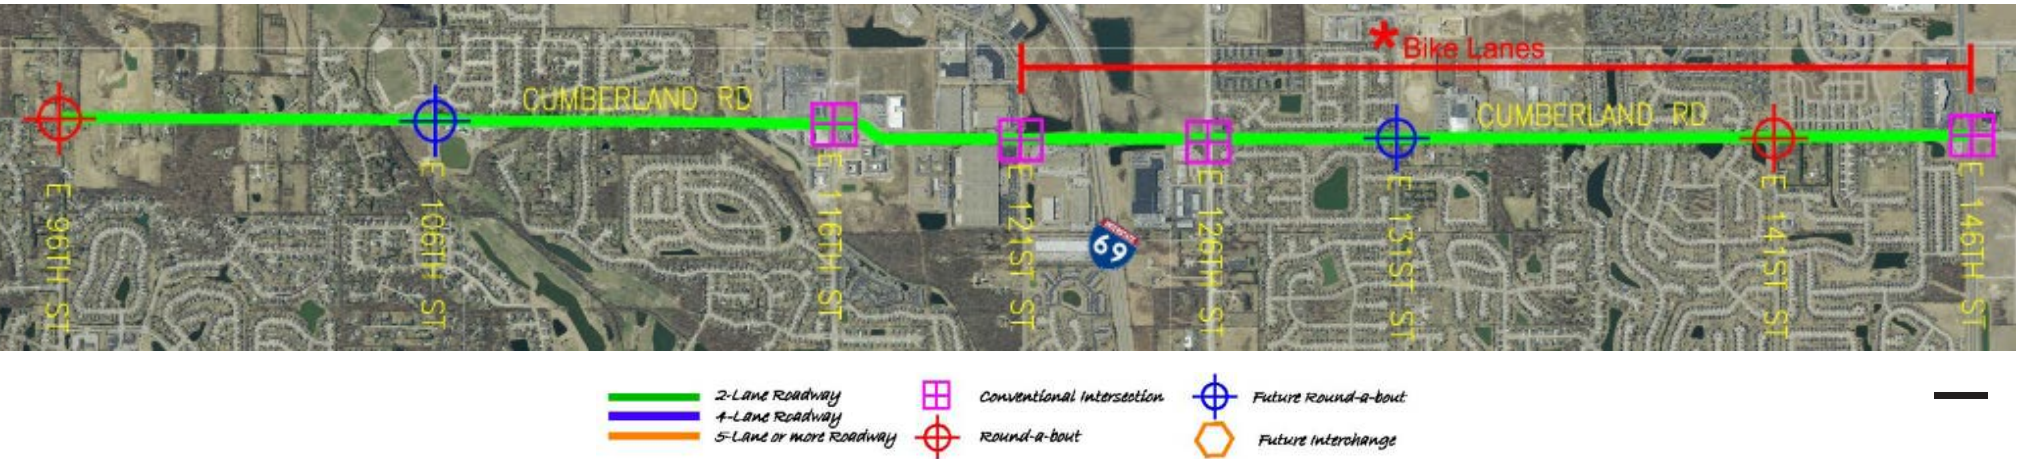 * Bike Lanes
CUMBERLAND RD
CUMBERLAND RD
E 96TH ST
E 106TH ST
E 116TH ST
E 121ST ST
INTERSTATE
69
E 126TH ST
E 131ST ST
E 141ST ST
E 146TH ST
2-Lane Roadway
4-Lane Roadway
5-Lane or more Roadway
Conventional Intersection
Round-a-bout
Future Round-a-bout
Future Interchange